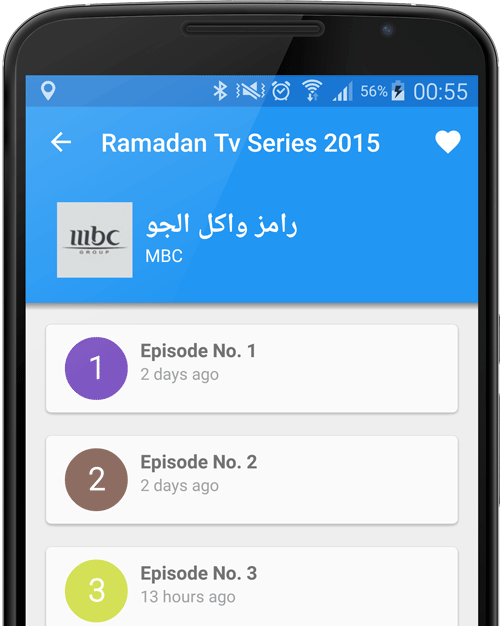 56% 00:55
Ramadan Tv Series 2015
mbc
GROUP
رامز واكل الجو
MBC
1
Episode No. 1
2 days ago
2
Episode No. 2
2 days ago
3
Episode No. 3
13 hours ago